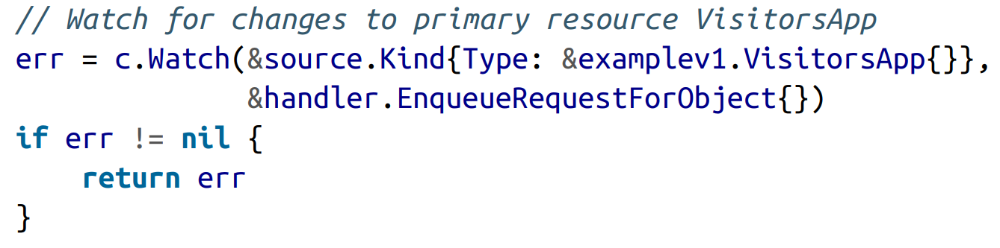 // Watch for changes to primary resource VisitorsApp
err = c.Watch(&source.Kind{Type: &examplev1.VisitorsApp{}},
              &handler.EnqueueRequestForObject{})
if err != nil {
    return err
}